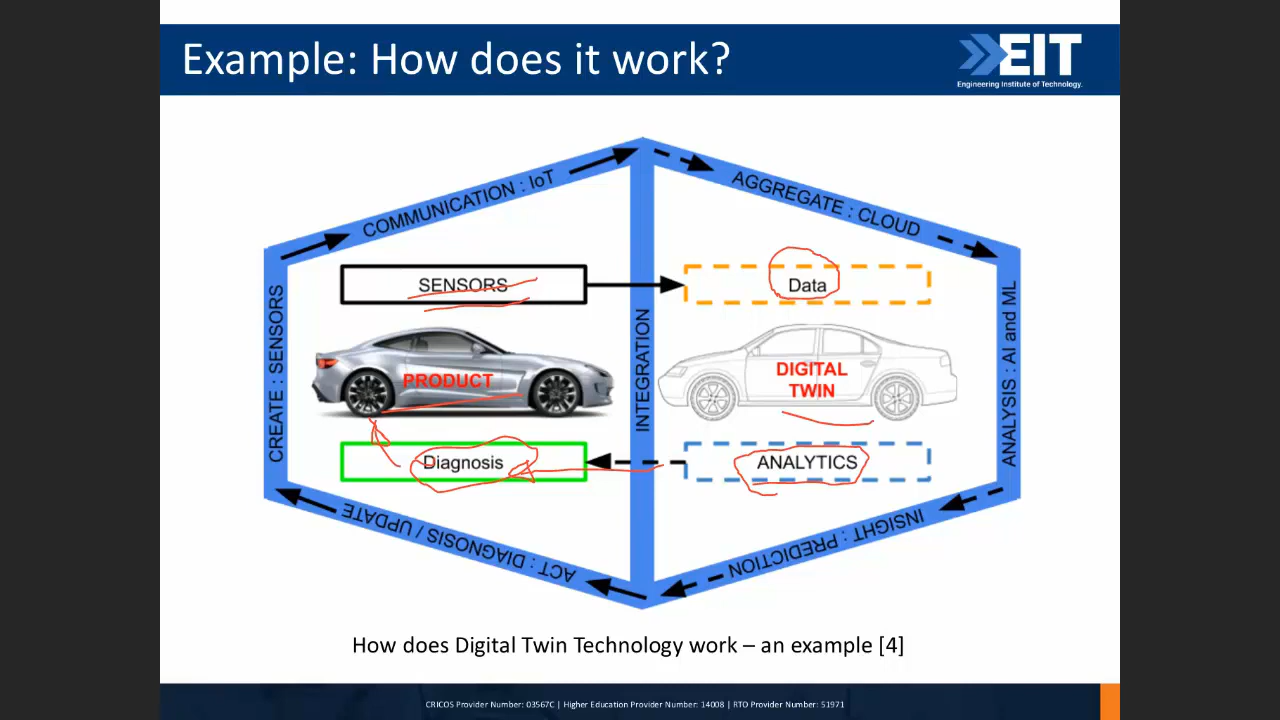 Example: How does it work?
EIT
Engineering Institute of Technology.
COMMUNICATION : IoT
AGGREGATE : CLOUD
SENSORS
Data
CREATE : SENSORS
INTEGRATION
ANALYSIS : AI and ML
PRODUCT
DIGITAL
TWIN
Diagnosis
ANALYTICS
ACT : DIAGNOSIS / UPDATE
INSIGHT : PREDICTION
How does Digital Twin Technology work – an example [4]
CRICOS Provider Number: 03567C | Higher Education Provider Number: 14008 | RTO Provider Number: 51971